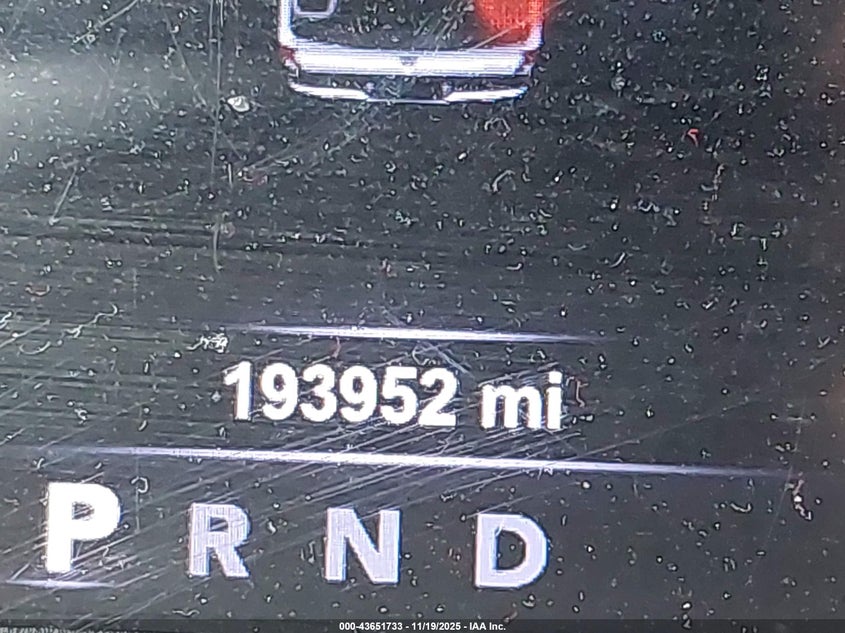 193952 mi
P R N D
000-43651733 - 11/19/2025 - IAA Inc.